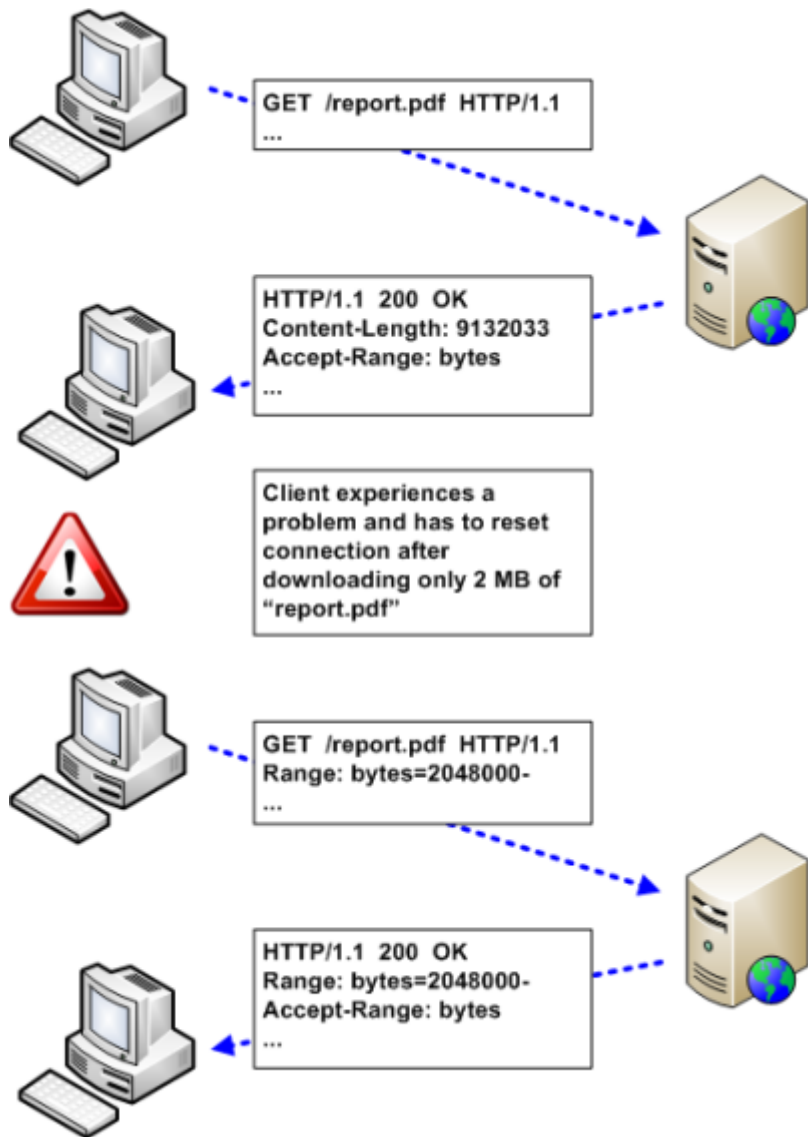 GET /report.pdf HTTP/1.1
...
HTTP/1.1 200 OK
Content-Length: 9132033
Accept-Range: bytes
...
Client experiences a
problem and has to reset
connection after
downloading only 2 MB of
“report.pdf”
GET /report.pdf HTTP/1.1
Range: bytes=2048000-
...
HTTP/1.1 200 OK
Range: bytes=2048000-
Accept-Range: bytes
...